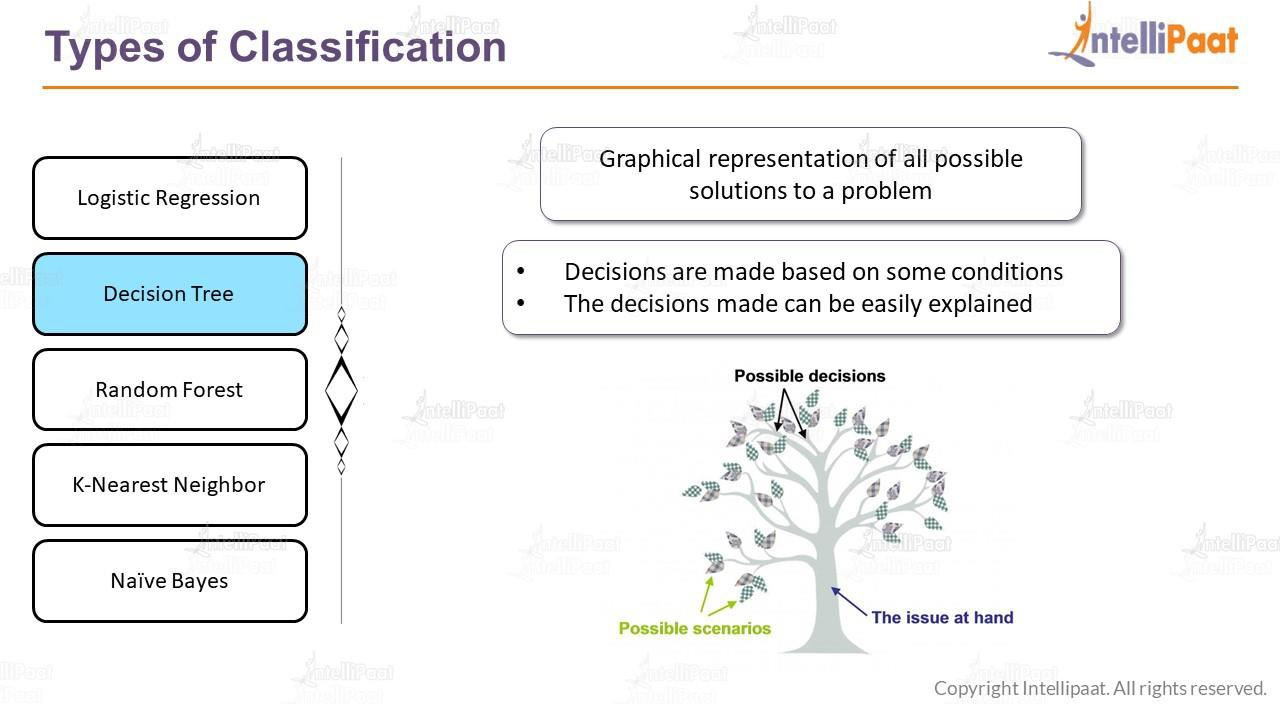 Types of Classification
IntelliPaat
Logistic Regression
Decision Tree
Random Forest
K-Nearest Neighbor
Naïve Bayes
Graphical representation of all possible
solutions to a problem
• Decisions are made based on some conditions
• The decisions made can be easily explained
Possible decisions
Possible scenarios
The issue at hand
Copyright Intellipaat. All rights reserved.